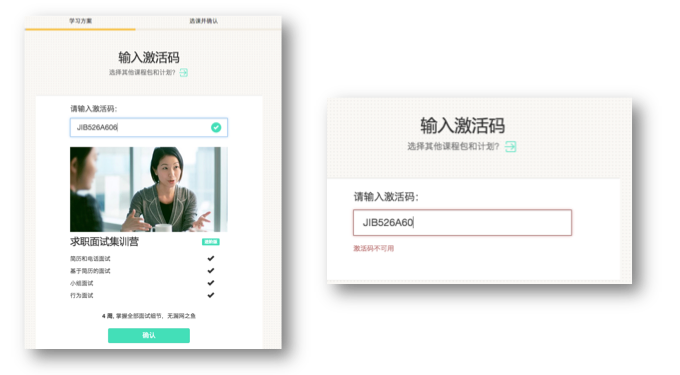 学习方案
选课并确认
输入激活码
选择其他课程包和计划?
请输入激活码:
JIB526A606
求职面试集训营
简历和电话面试
基于简历的面试
小组面试
行为面试
4 周, 掌握全部面试细节, 无漏网之鱼
确认
输入激活码
选择其他课程包和计划?
请输入激活码:
JIB526A60
激活码不可用